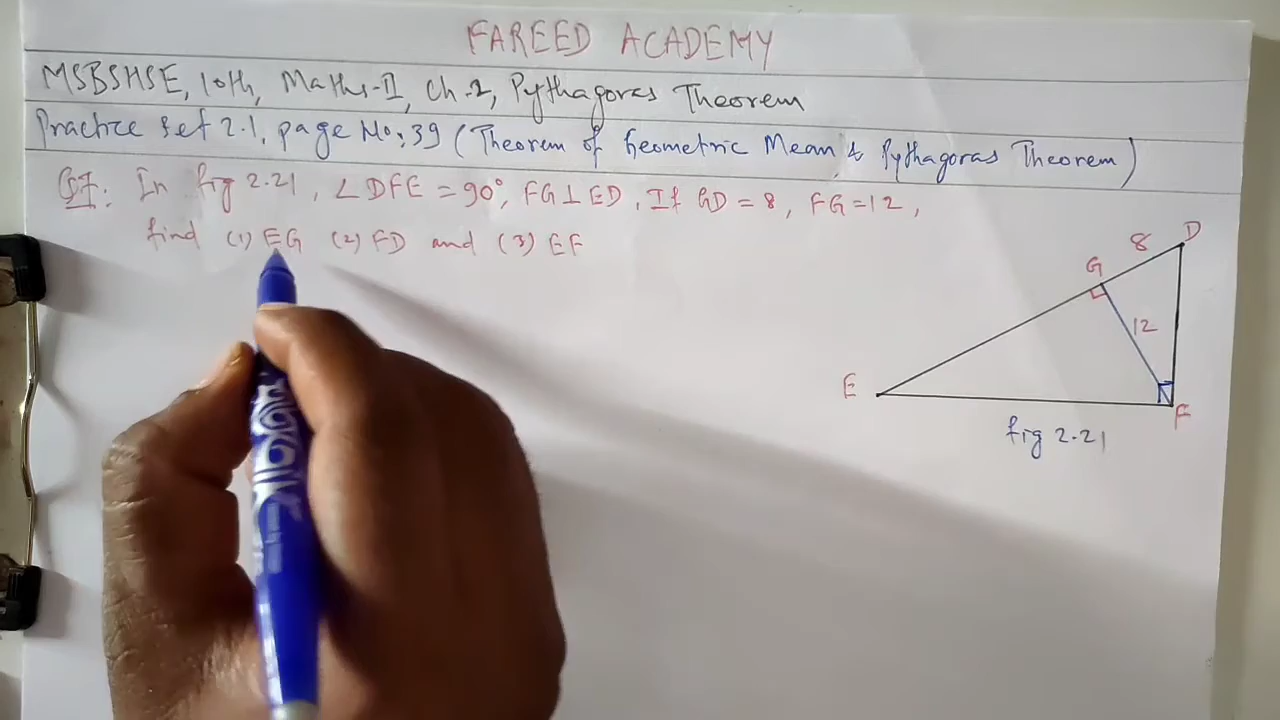 FAREED ACADEMY
MSBSHSE, 10th, Maths-II, Ch-2, Pythagoras Theorem
Practice set 2.1, page No: 39 (Theorem of Geometric Mean & Pythagoras Theorem)
Q7: In fig 2.21, ∠DFE = 90°, FG⊥ED, If GD = 8, FG=12,
find (1) EG (2) FD and (3) EF
D
8
G
12
E
F
fig 2.21